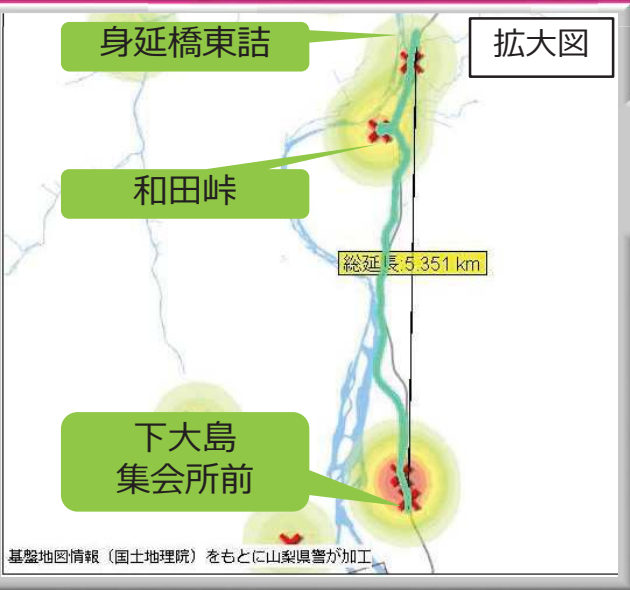 身延橋東詰
拡大図
和田峠
総延長:5.351 km
下大島
集会所前
基盤地図情報（国土地理院）をもとに山梨県警が加工